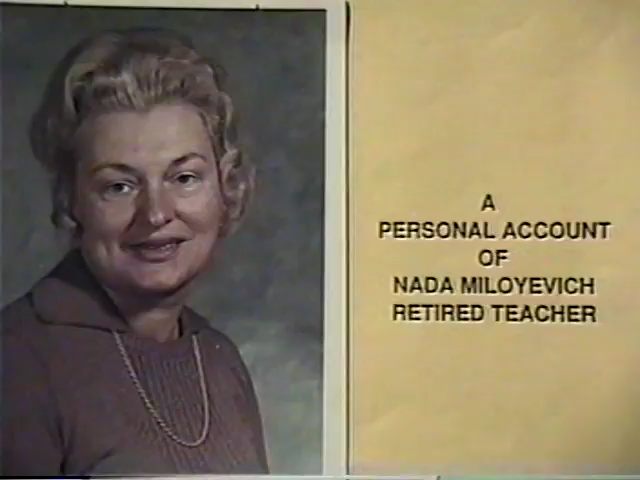 A
PERSONAL ACCOUNT
OF
NADA MILOYEVICH
RETIRED TEACHER